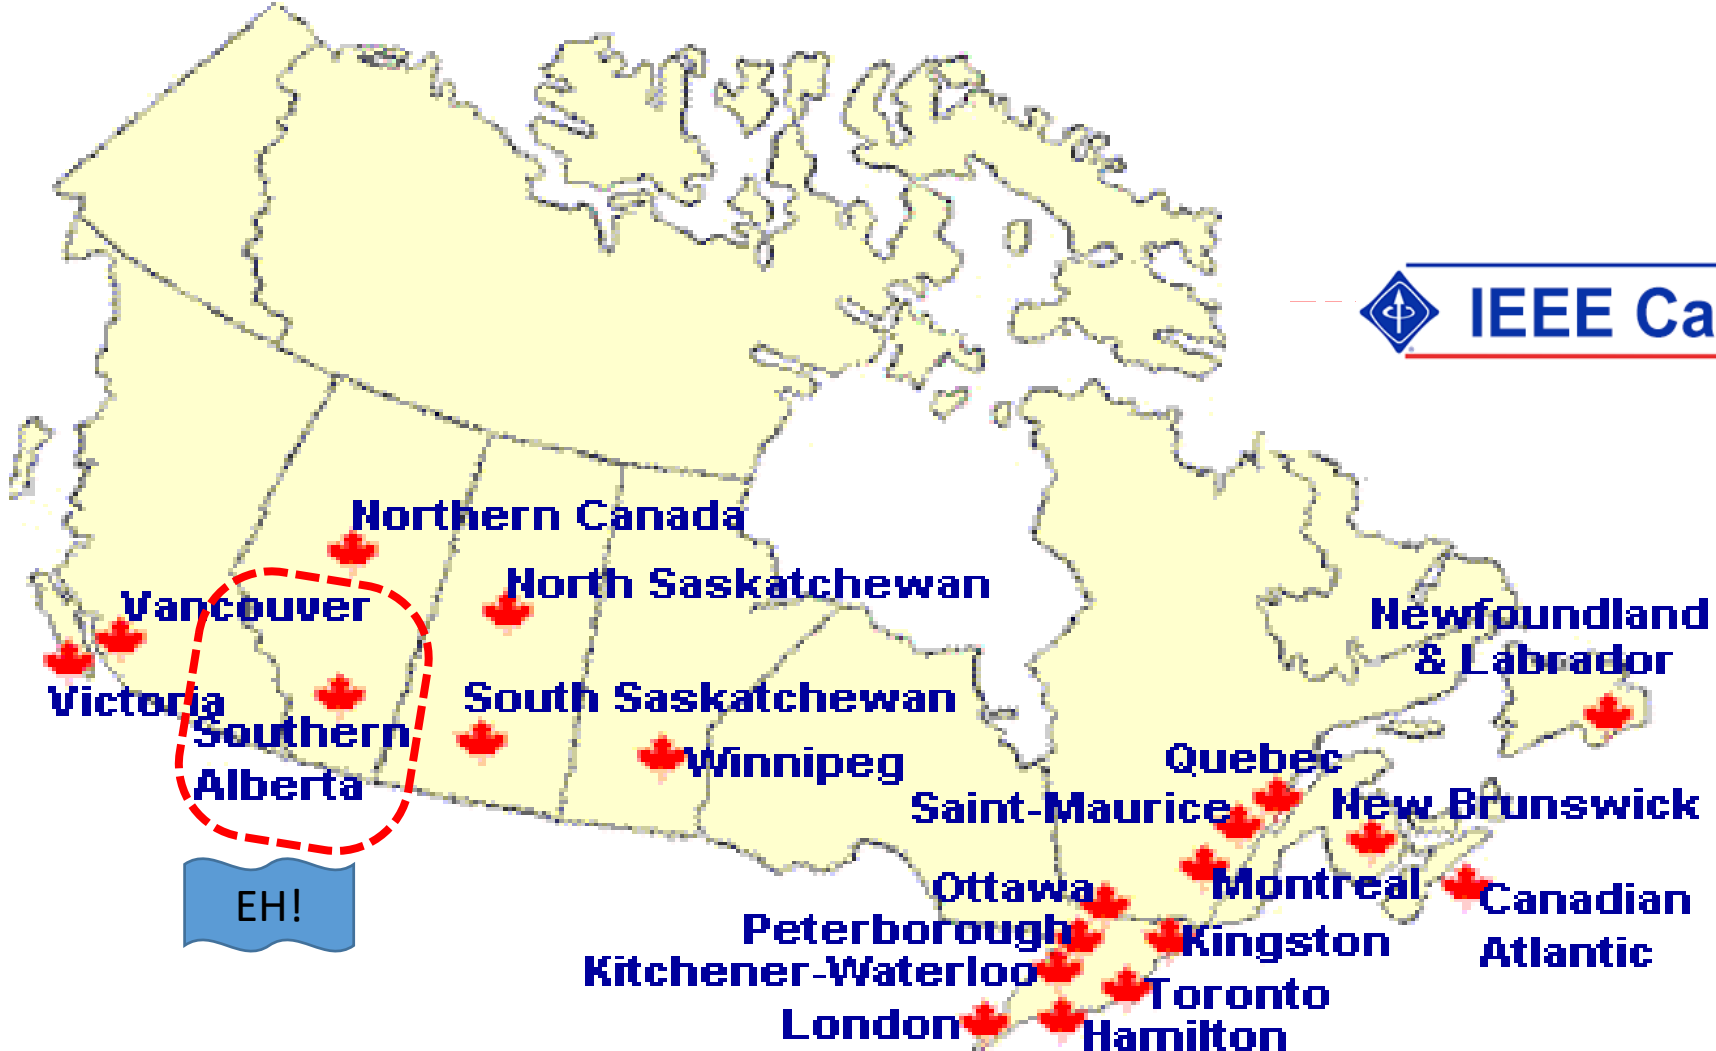 IEEE Ca
Northern Canada
North Saskatchewan
Vancouver
Newfoundland
& Labrador
Victoria
South Saskatchewan
Southern
Alberta
Winnipeg
Quebec
Saint-Maurice
New Brunswick
Ottawa
Montreal
Canadian
Atlantic
EH!
Peterborough
Kingston
Kitchener-Waterloo
Toronto
London
Hamilton